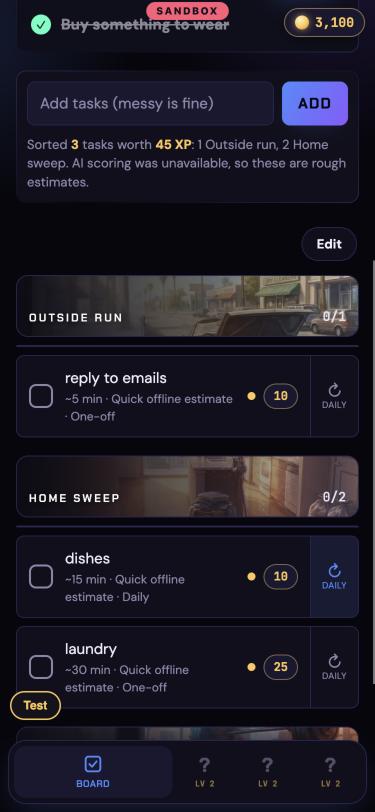 SANDBOX
Buy something to wear
3,100
Add tasks (messy is fine)
ADD
Sorted 3 tasks worth 45 XP: 1 Outside run, 2 Home
sweep. AI scoring was unavailable, so these are rough
estimates.
Edit
OUTSIDE RUN
0/1
reply to emails
~5 min · Quick offline estimate
· One-off
10
DAILY
HOME SWEEP
0/2
dishes
~15 min · Quick offline
estimate · Daily
10
DAILY
laundry
~30 min · Quick offline
estimate · One-off
25
DAILY
Test
BOARD
?
LV 2
?
LV 2
?
LV 2